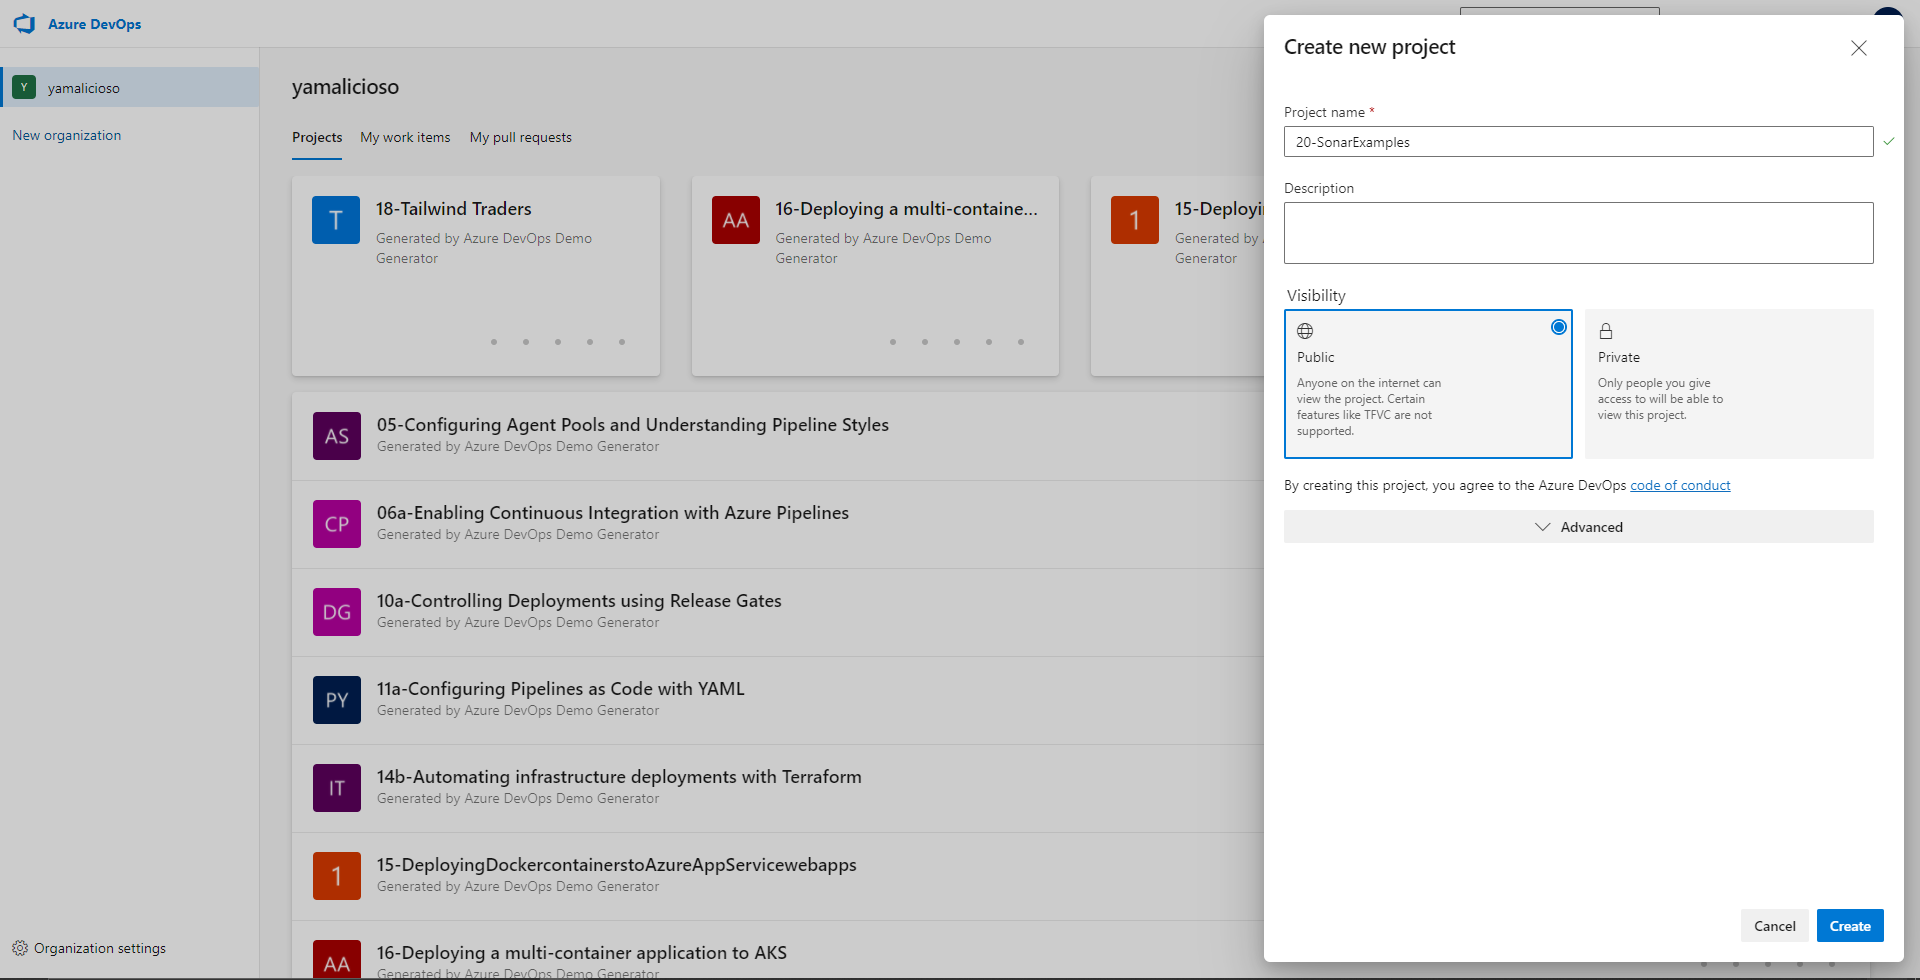 Azure DevOps
Y
yamalicioso
New organization
Organization settings
yamalicioso
Projects
My work items
My pull requests
T
18-Tailwind Traders
Generated by Azure DevOps Demo
Generator
AA
16-Deploying a multi-containe...
Generated by Azure DevOps Demo
Generator
1
15-Deployi
Generated by
Generator
AS
05-Configuring Agent Pools and Understanding Pipeline Styles
Generated by Azure DevOps Demo Generator
CP
06a-Enabling Continuous Integration with Azure Pipelines
Generated by Azure DevOps Demo Generator
DG
10a-Controlling Deployments using Release Gates
Generated by Azure DevOps Demo Generator
PY
11a-Configuring Pipelines as Code with YAML
Generated by Azure DevOps Demo Generator
IT
14b-Automating infrastructure deployments with Terraform
Generated by Azure DevOps Demo Generator
1
15-DeployingDockercontainerstoAzureAppServicewebapps
Generated by Azure DevOps Demo Generator
AA
16-Deploying a multi-container application to AKS
Generated by Azure DevOps Demo Generator
Create new project
Project name *
20-SonarExamples
Description
Visibility
Public
Anyone on the internet can
view the project. Certain
features like TFVC are not
supported.
Private
Only people you give
access to will be able to
view this project.
By creating this project, you agree to the Azure DevOps code of conduct
Advanced
Cancel
Create